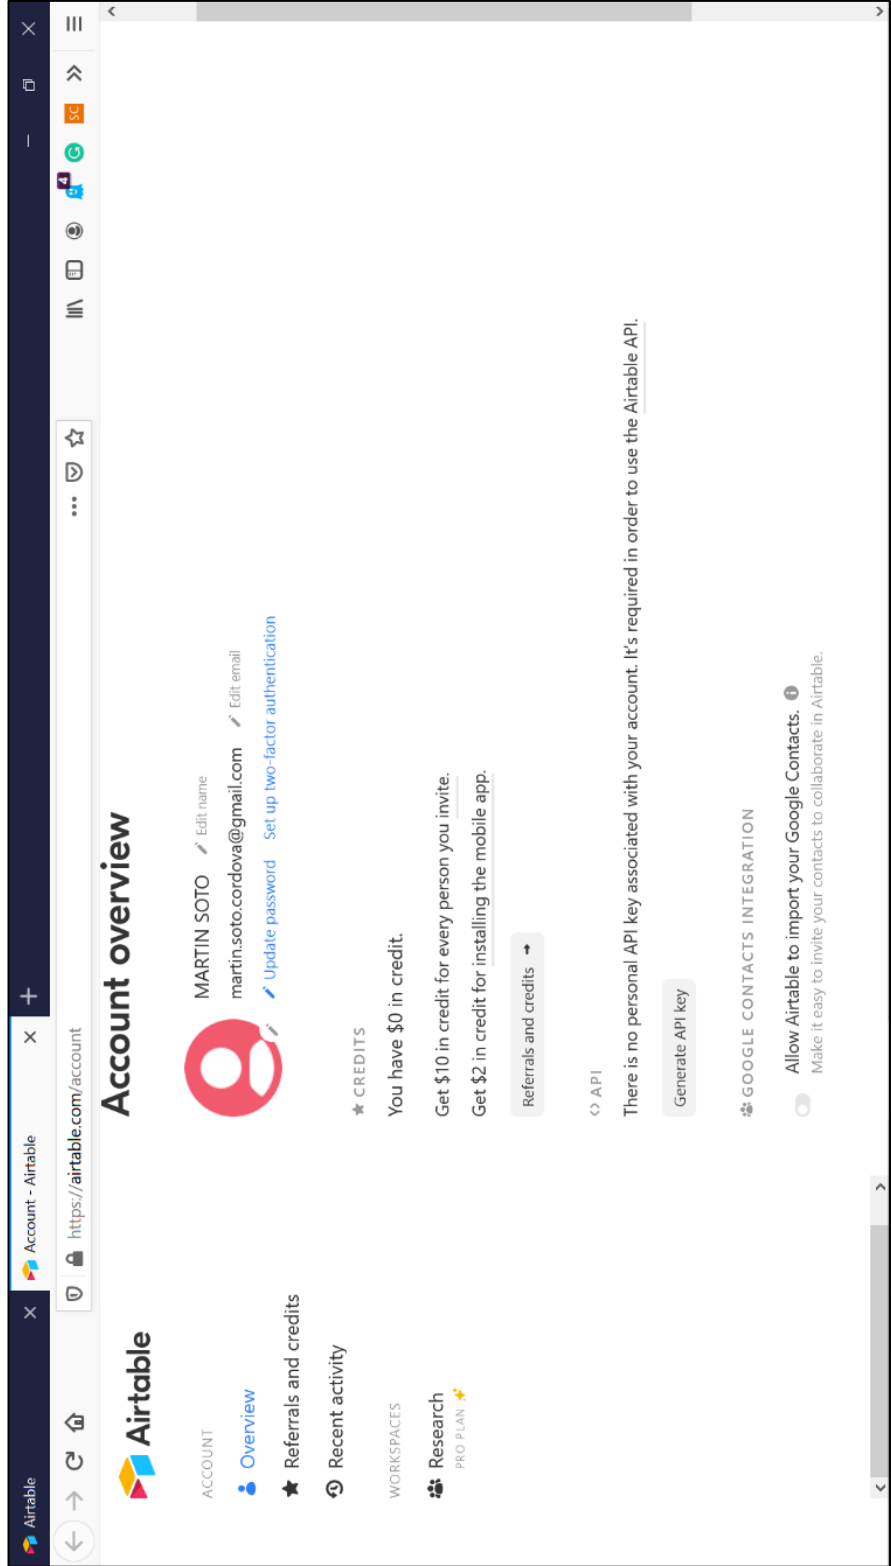 Airtable
Account - Airtable
https://airtable.com/account
4
SC
Airtable
ACCOUNT
Overview
Referrals and credits
Recent activity
WORKSPACES
Research
PRO PLAN
Account overview
MARTIN SOTO Edit name
martin.soto.cordova@gmail.com Edit email
Update password Set up two-factor authentication
CREDITS
You have $0 in credit.
Get $10 in credit for every person you invite.
Get $2 in credit for installing the mobile app.
Referrals and credits →
<> API
There is no personal API key associated with your account. It's required in order to use the Airtable API.
Generate API key
GOOGLE CONTACTS INTEGRATION
Allow Airtable to import your Google Contacts.
Make it easy to invite your contacts to collaborate in Airtable.